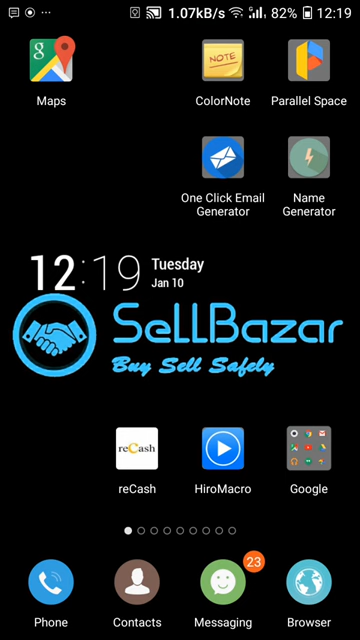 1.07kB/s 82% 12:19
Maps
ColorNote
Parallel Space
NOTE
One Click Email
Generator
Name
Generator
12:19
Tuesday
Jan 10
SellBazar
Buy Sell Safely
reCash
reCash
HiroMacro
Google
23
Phone
Contacts
Messaging
Browser